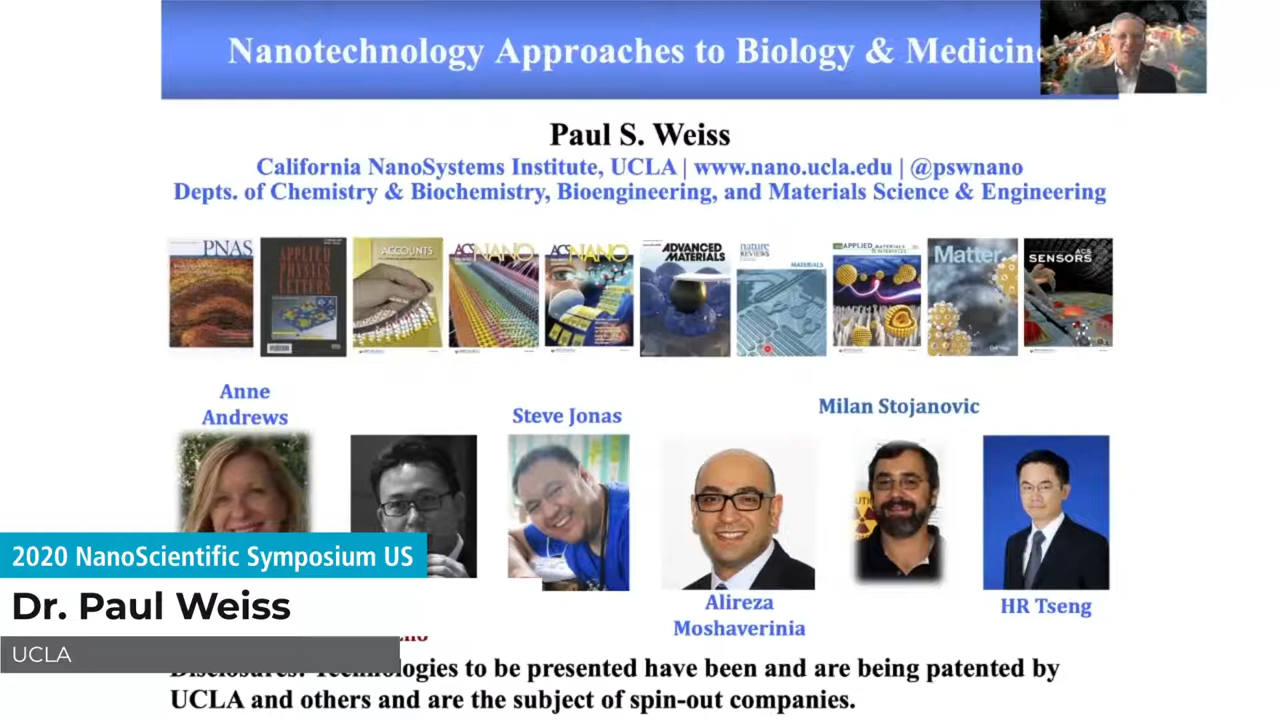 Nanotechnology Approaches to Biology & Medicine
Paul S. Weiss
California NanoSystems Institute, UCLA | www.nano.ucla.edu | @pswnano
Depts. of Chemistry & Biochemistry, Bioengineering, and Materials Science & Engineering
PNAS
APPLIED PHYSICS LETTERS
ACCOUNTS
ACS NANO
ACS NANO
ADVANCED MATERIALS
nature REVIEWS MATERIALS
APPLIED MATERIALS
Matter
ACS SENSORS
Anne
Andrews
Steve Jonas
Milan Stojanovic
2020 NanoScientific Symposium US
Dr. Paul Weiss
UCLA
Alireza
Moshaverinia
HR Tseng
Disclosures: Technologies to be presented have been and are being patented by
UCLA and others and are the subject of spin-out companies.